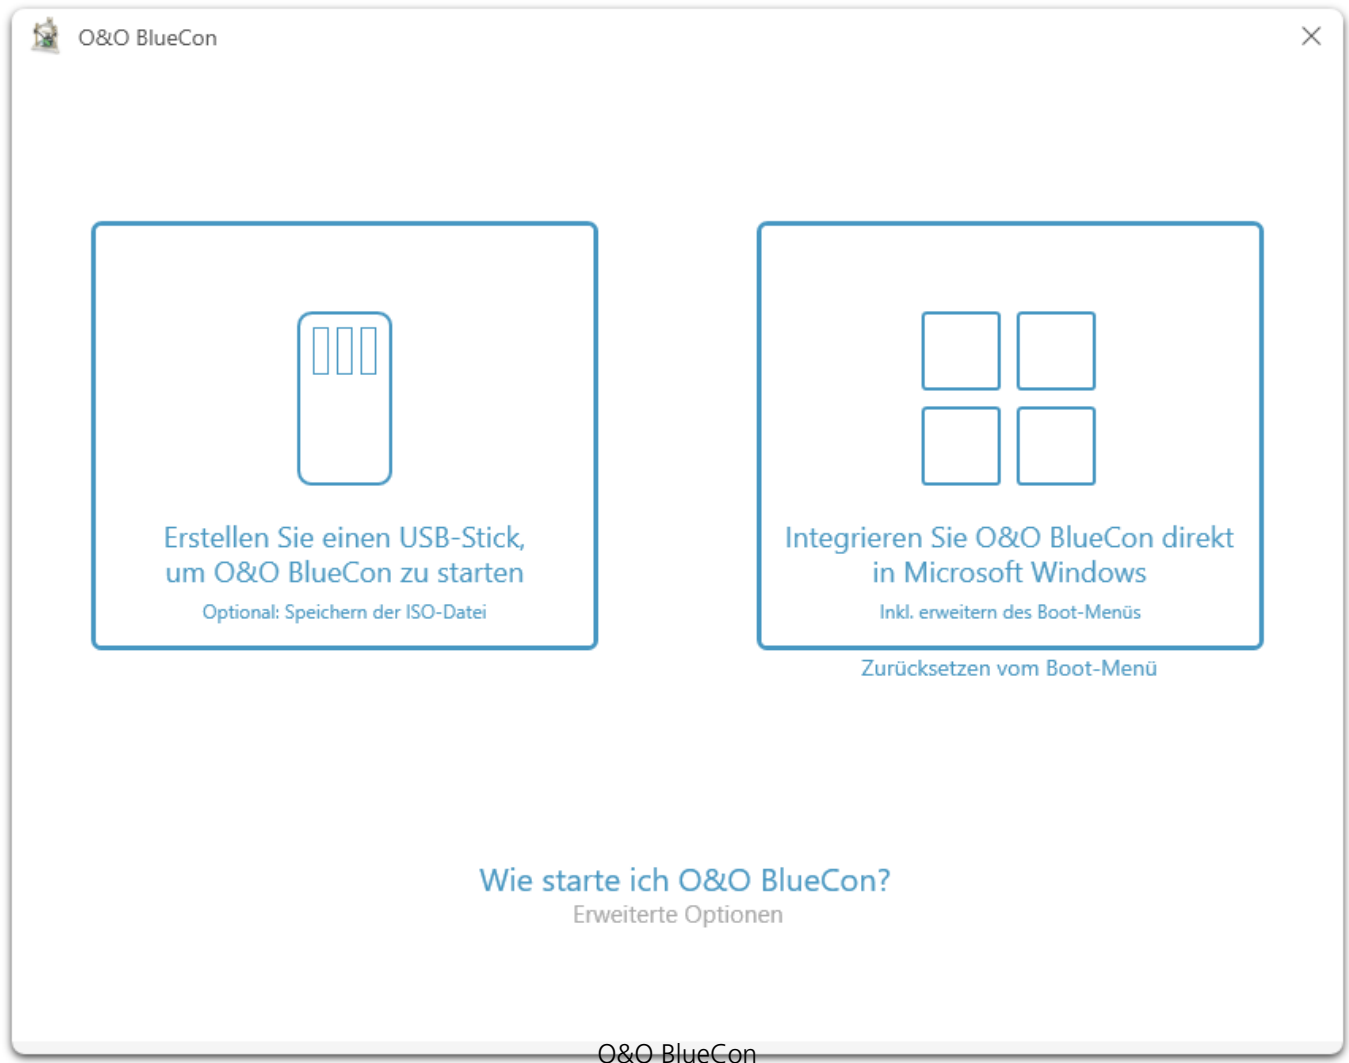 O&O BlueCon
Erstellen Sie einen USB-Stick,
um O&O BlueCon zu starten
Optional: Speichern der ISO-Datei
Integrieren Sie O&O BlueCon direkt
in Microsoft Windows
Inkl. erweitern des Boot-Menüs
Zurücksetzen vom Boot-Menü
Wie starte ich O&O BlueCon?
Erweiterte Optionen
O&O BlueCon